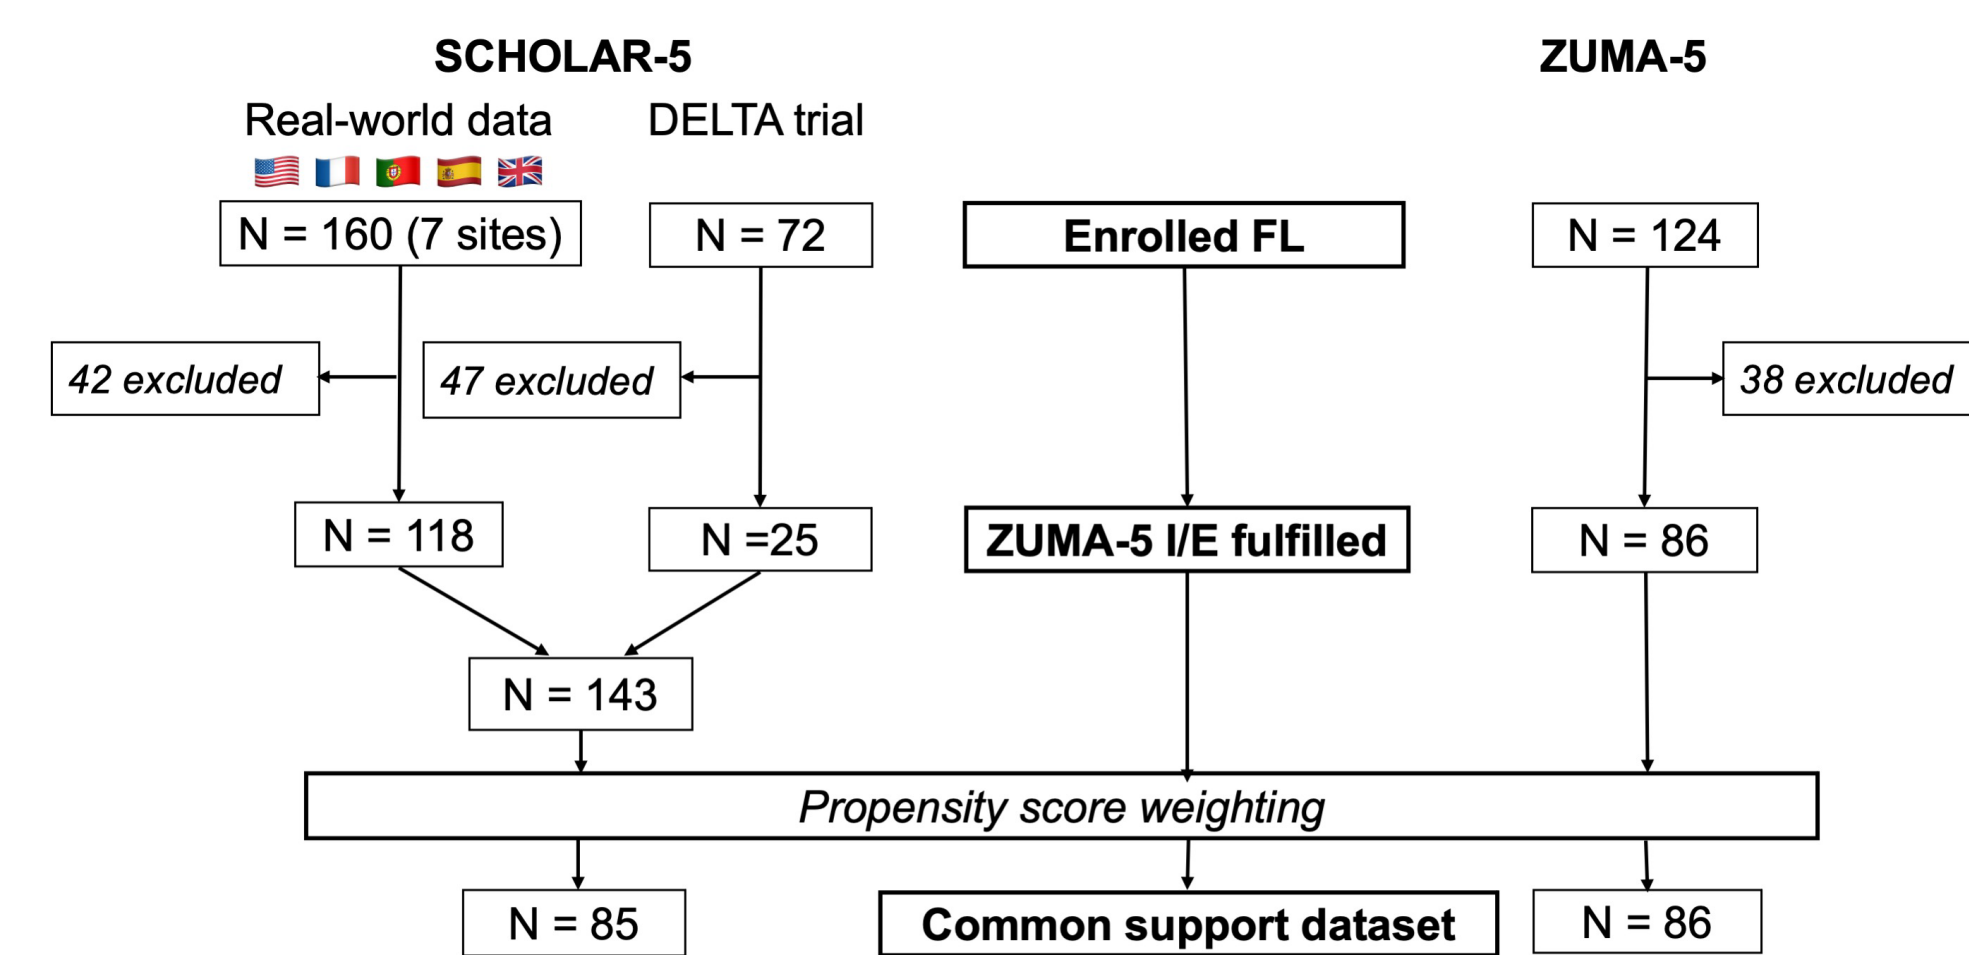 SCHOLAR-5
ZUMA-5
Real-world data
DELTA trial
N = 160 (7 sites)
N = 72
Enrolled FL
N = 124
42 excluded
47 excluded
38 excluded
N = 118
N =25
ZUMA-5 I/E fulfilled
N = 86
N = 143
Propensity score weighting
N = 85
Common support dataset
N = 86